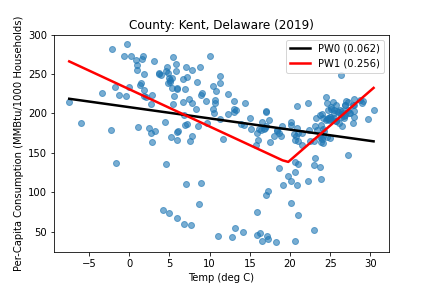 County: Kent, Delaware (2019)
Per-Capita Consumption (MMBtu/1000 Households)
300
250
200
150
100
50
PW0 (0.062)
PW1 (0.256)
−5 0 5 10 15 20 25 30
Temp (deg C)